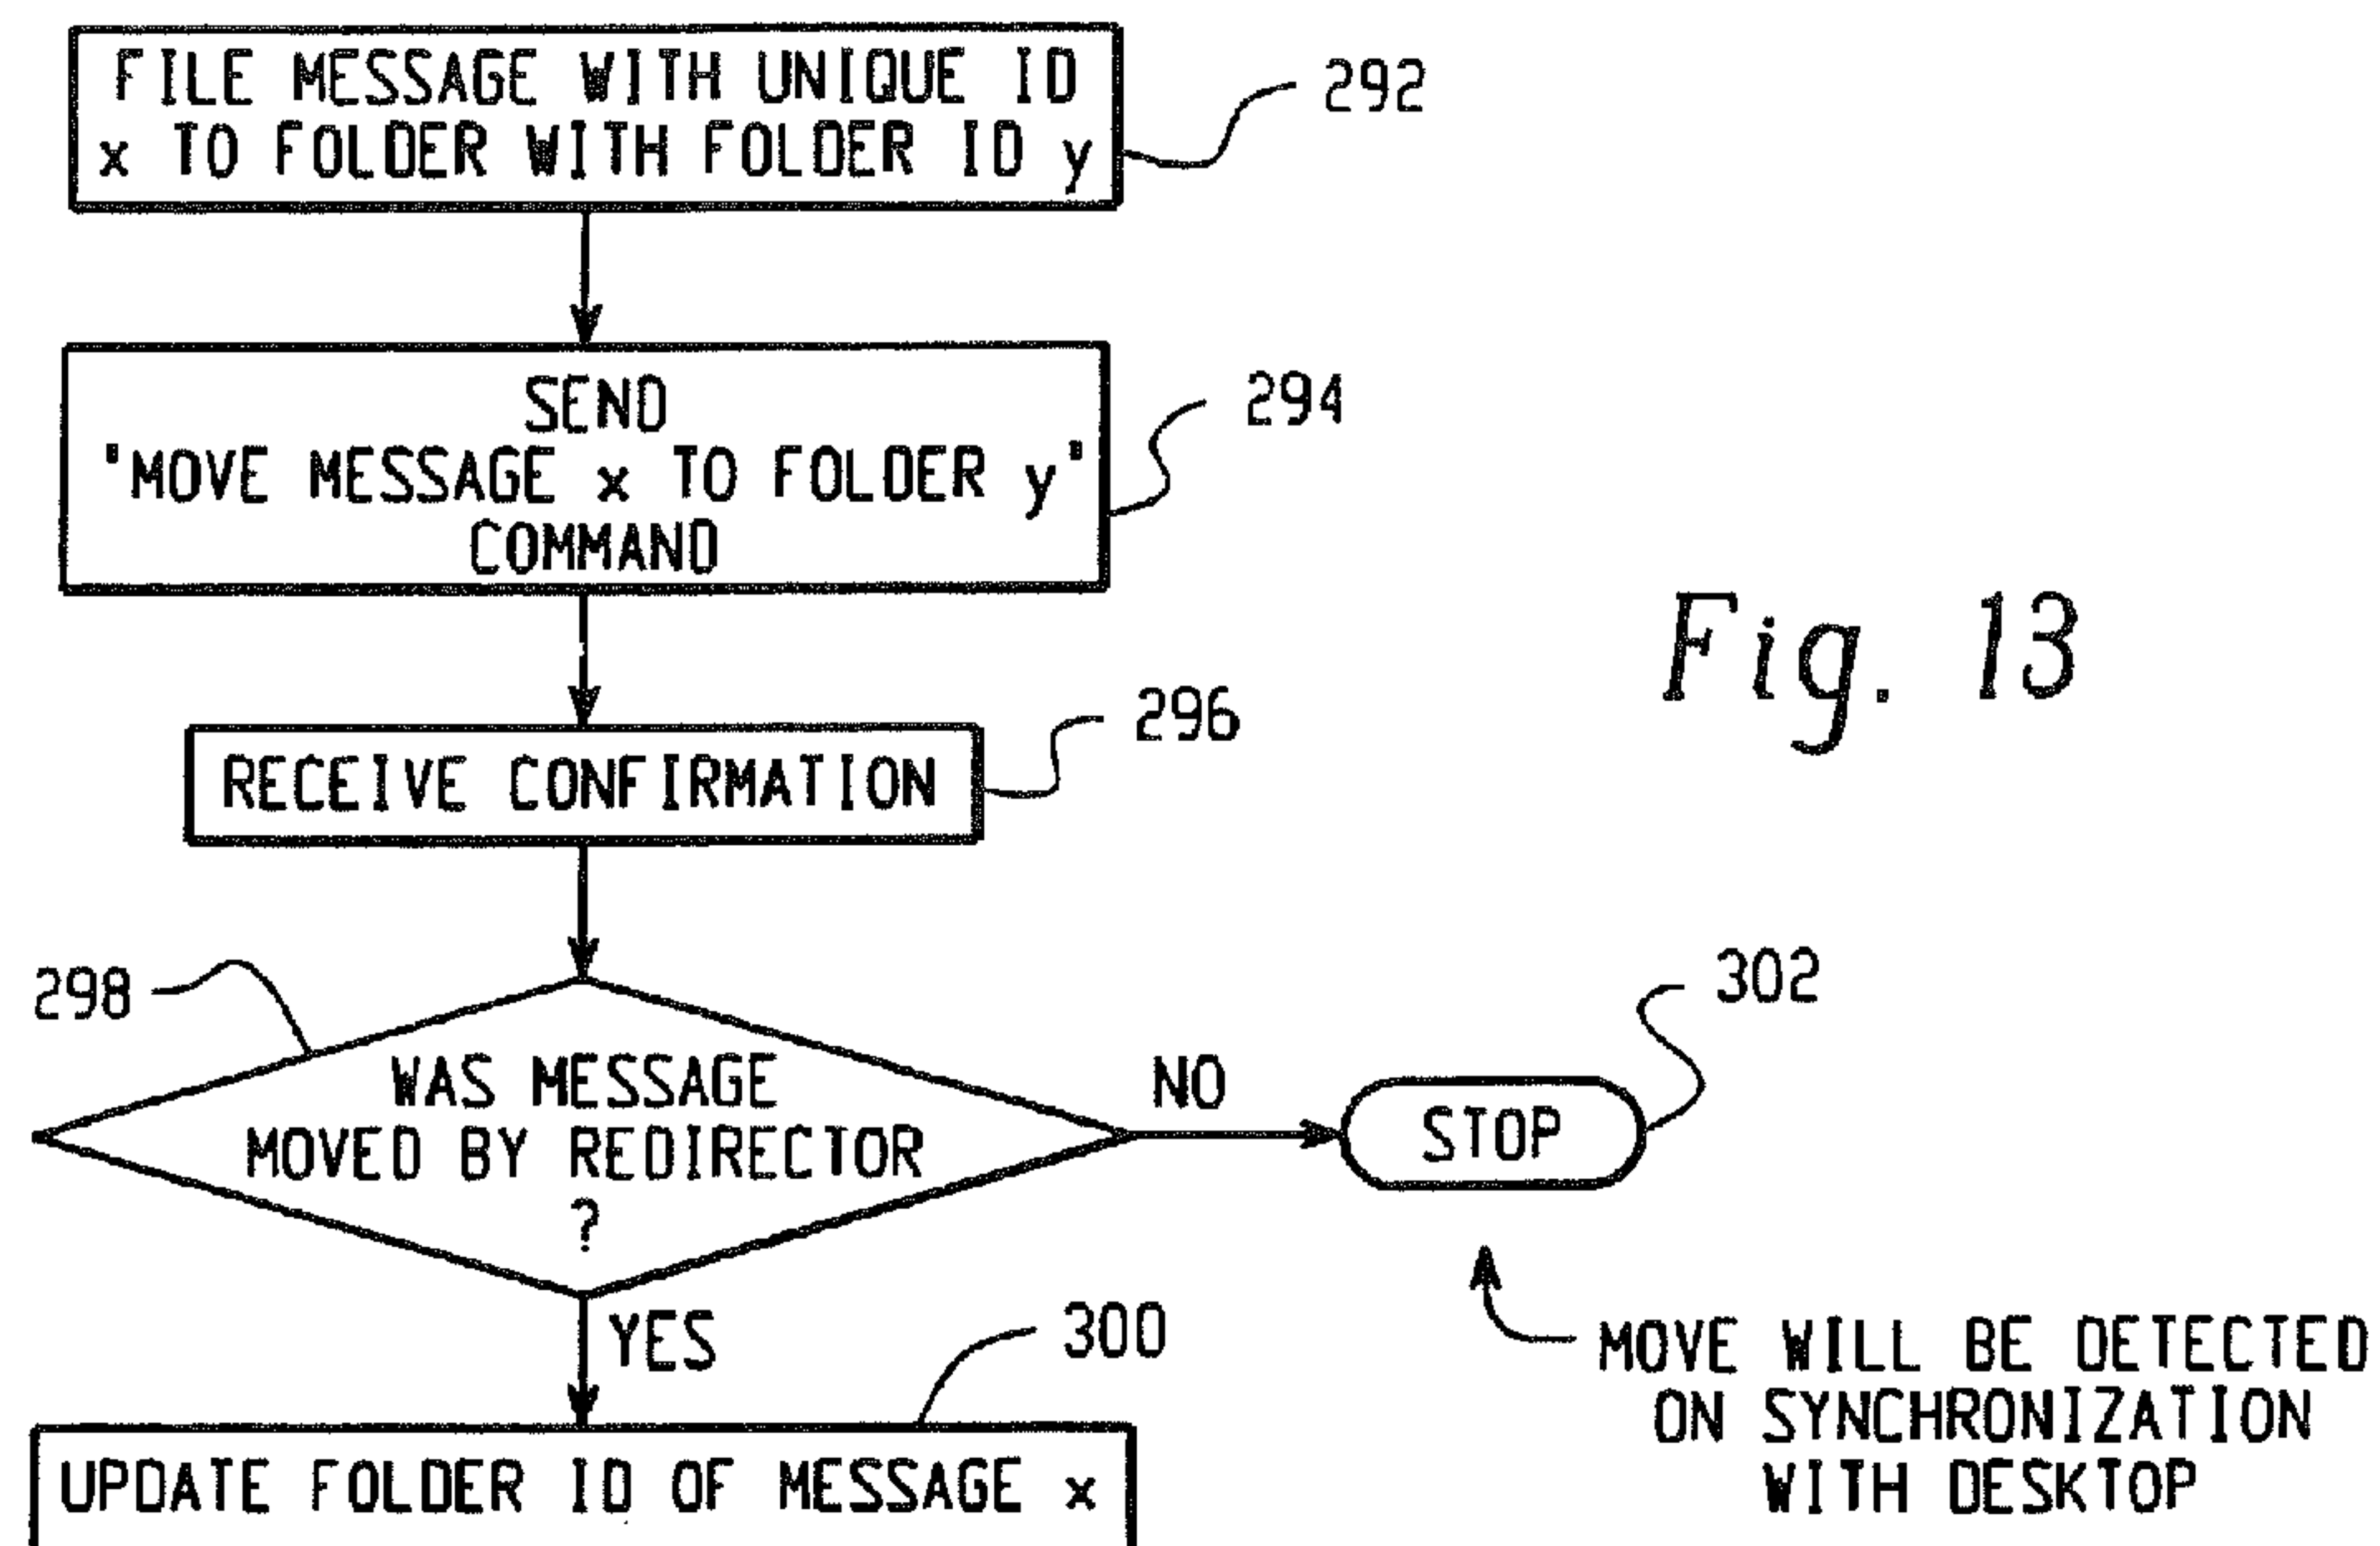 FILE MESSAGE WITH UNIQUE ID
x TO FOLDER WITH FOLDER ID y
292
SEND
'MOVE MESSAGE x TO FOLDER y'
COMMAND
294
Fig. 13
RECEIVE CONFIRMATION
296
298
WAS MESSAGE
MOVED BY REDIRECTOR
?
NO
STOP
302
YES
300
MOVE WILL BE DETECTED
ON SYNCHRONIZATION
WITH DESKTOP
UPDATE FOLDER ID OF MESSAGE x